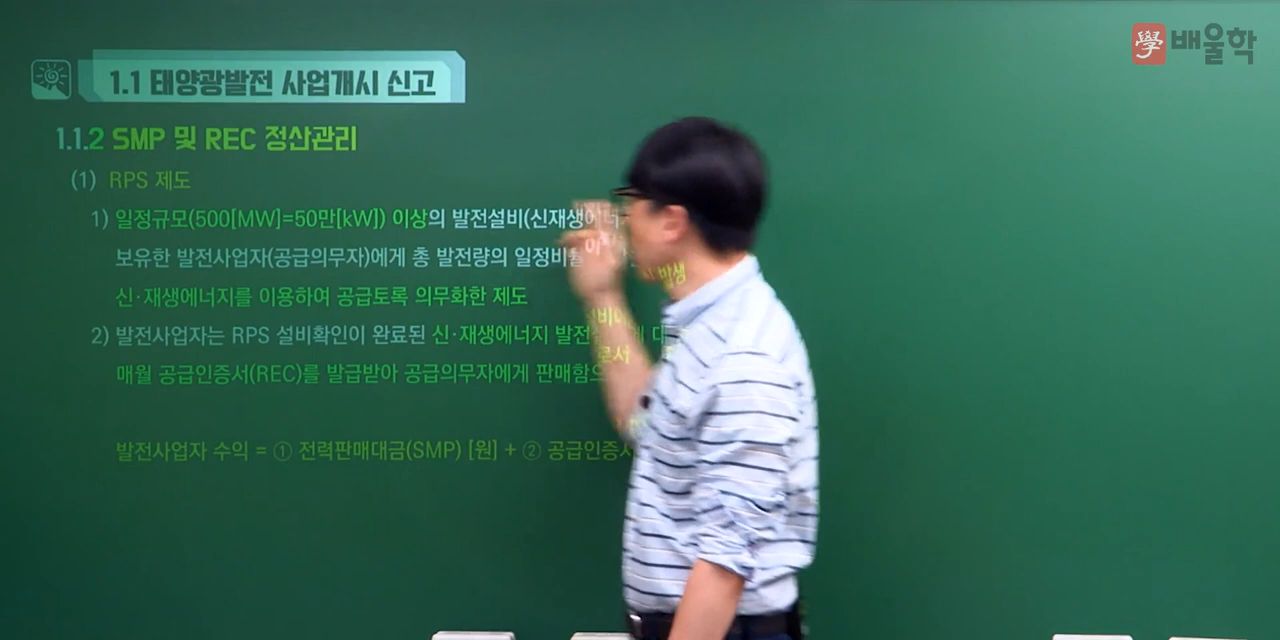 學 배울학
1.1 태양광발전 사업개시 신고
1.1.2 SMP 및 REC 정산관리
(1) RPS 제도
1) 일정규모(500[MW]=50만[kW]) 이상의 발전설비(신재생에너
보유한 발전사업자(공급의무자)에게 총 발전량의 일정비율
신·재생에너지를 이용하여 공급토록 의무화한 제도
2) 발전사업자는 RPS 설비확인이 완료된 신·재생에너지 발전
매월 공급인증서(REC)를 발급받아 공급의무자에게 판매함으
발전사업자 수익 = ① 전력판매대금(SMP) [원] + ② 공급인증서